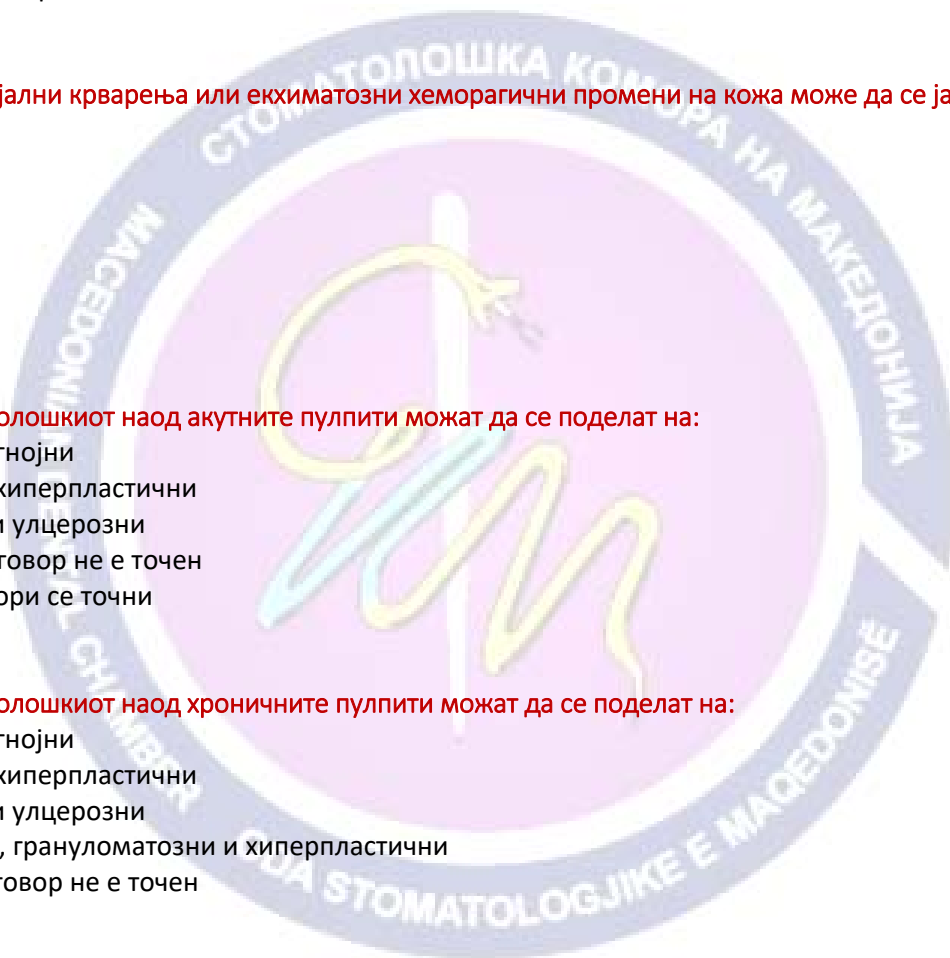 јални крварења или екхиматозни хеморагични промени на кожа може да се ја
олошкиот наод акутните пулпити можат да се поделат на:
гнојни
хиперпластични
и улцерозни
говор не е точен
ори се точни
олошкиот наод хроничните пулпити можат да се поделат на:
гнојни
хиперпластични
и улцерозни
, грануломатозни и хиперпластични
говор не е точен
СТОМАТОЛОШКА КОМОРА НА МАКЕДОНИЈА
MACEDONIAN DENTAL CHAMBER
ODA STOMATOLOGJIKE E MAQEDONISË